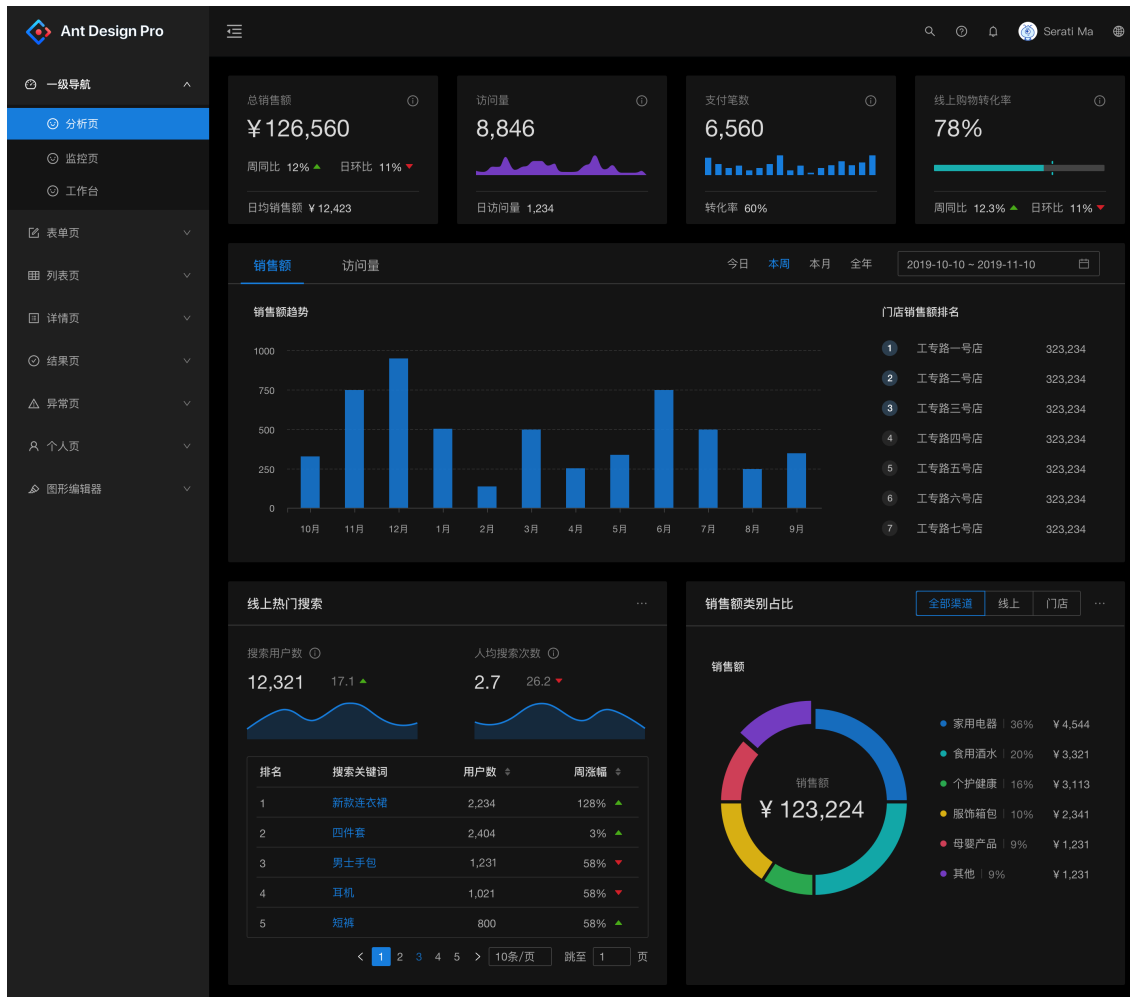 Ant Design Pro
Serati Ma
一级导航
分析页
监控页
工作台
表单页
列表页
详情页
结果页
异常页
个人页
图形编辑器
总销售额
¥ 126,560
周同比 12% 日环比 11%
日均销售额 ¥ 12,423
访问量
8,846
日访问量 1,234
支付笔数
6,560
转化率 60%
线上购物转化率
78%
周同比 12.3% 日环比 11%
销售额 访问量 今日 本周 本月 全年 2019-10-10 ~ 2019-11-10
销售额趋势
1000
750
500
250
0
10月 11月 12月 1月 2月 3月 4月 5月 6月 7月 8月 9月
门店销售额排名
1 工专路一号店 323,234
2 工专路二号店 323,234
3 工专路三号店 323,234
4 工专路四号店 323,234
5 工专路五号店 323,234
6 工专路六号店 323,234
7 工专路七号店 323,234
线上热门搜索 ···
搜索用户数
12,321 17.1
人均搜索次数
2.7 26.2
排名 搜索关键词 用户数 周涨幅
1 新款连衣裙 2,234 128%
2 四件套 2,404 3%
3 男士手包 1,231 58%
4 耳机 1,021 58%
5 短裤 800 58%
< 1 2 3 4 5 > 10条/页 跳至 1 页
销售额类别占比 全部渠道 线上 门店 ···
销售额
销售额
¥ 123,224
家用电器 | 36% ¥ 4,544
食用酒水 | 20% ¥ 3,321
个护健康 | 16% ¥ 3,113
服饰箱包 | 10% ¥ 2,341
母婴产品 | 9% ¥ 1,231
其他 | 9% ¥ 1,231